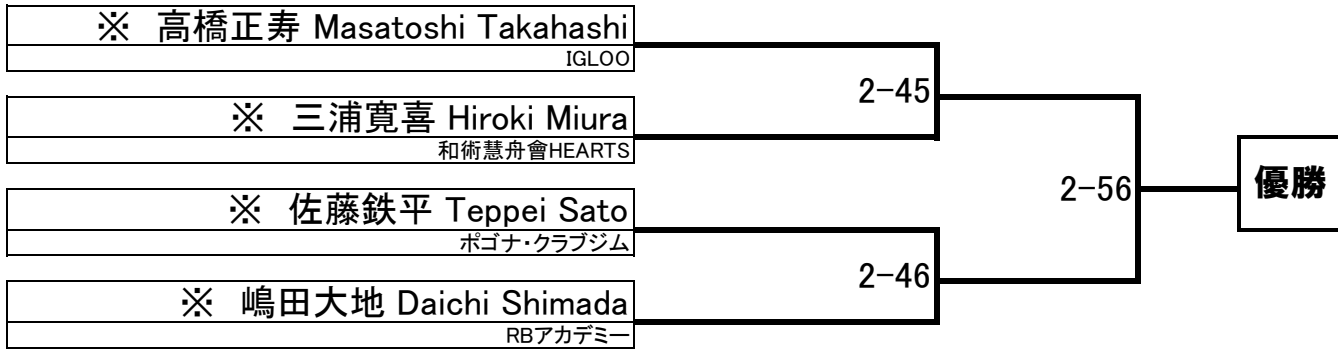 ※ 高橋正寿 Masatoshi Takahashi
IGLOO
2-45
※ 三浦寛喜 Hiroki Miura
和術慧舟會HEARTS
2-56
優勝
※ 佐藤鉄平 Teppei Sato
ポゴナ・クラブジム
2-46
※ 嶋田大地 Daichi Shimada
RBアカデミー